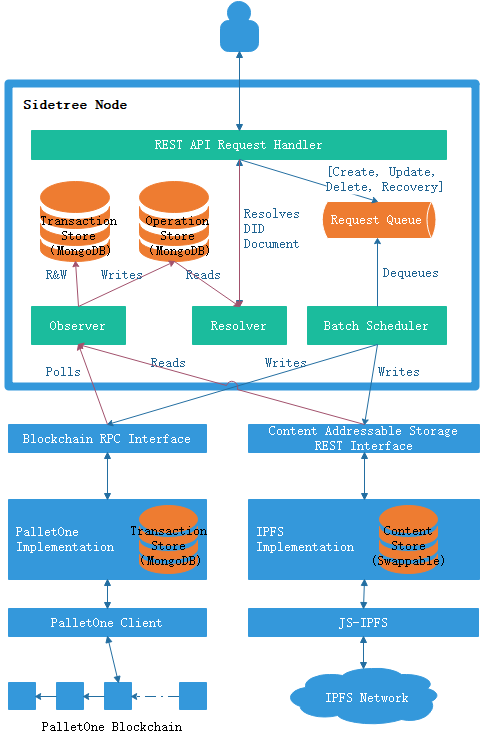 Sidetree Node
REST API Request Handler
[Create, Update,
Delete, Recovery]
Transaction
Store
(MongoDB)
Operation
Store
(MongoDB)
Resolves
DID
Document
Request Queue
R&W
Writes
Reads
Dequeues
Observer
Resolver
Batch Scheduler
Polls
Reads
Writes
Writes
Blockchain RPC Interface
Content Addressable Storage
REST Interface
PalletOne
Implementation
Transaction
Store
(MongoDB)
IPFS
Implementation
Content
Store
(Swappable)
PalletOne Client
JS-IPFS
IPFS Network
PalletOne Blockchain